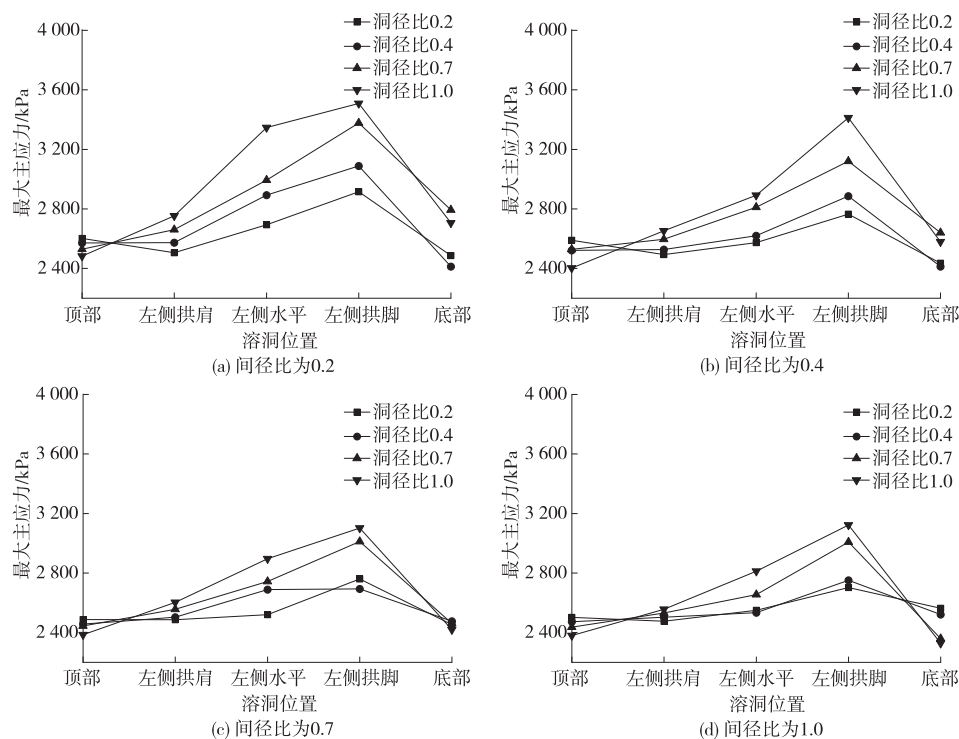 4 000
3 600
3 200
2 800
2 400
最大主应力/kPa
洞径比0.2
洞径比0.4
洞径比0.7
洞径比1.0
顶部 左侧拱肩 左侧水平 左侧拱脚 底部
溶洞位置
(a) 间径比为0.2
4 000
3 600
3 200
2 800
2 400
最大主应力/kPa
洞径比0.2
洞径比0.4
洞径比0.7
洞径比1.0
顶部 左侧拱肩 左侧水平 左侧拱脚 底部
溶洞位置
(b) 间径比为0.4
4 000
3 600
3 200
2 800
2 400
最大主应力/kPa
洞径比0.2
洞径比0.4
洞径比0.7
洞径比1.0
顶部 左侧拱肩 左侧水平 左侧拱脚 底部
溶洞位置
(c) 间径比为0.7
4 000
3 600
3 200
2 800
2 400
最大主应力/kPa
洞径比0.2
洞径比0.4
洞径比0.7
洞径比1.0
顶部 左侧拱肩 左侧水平 左侧拱脚 底部
溶洞位置
(d) 间径比为1.0